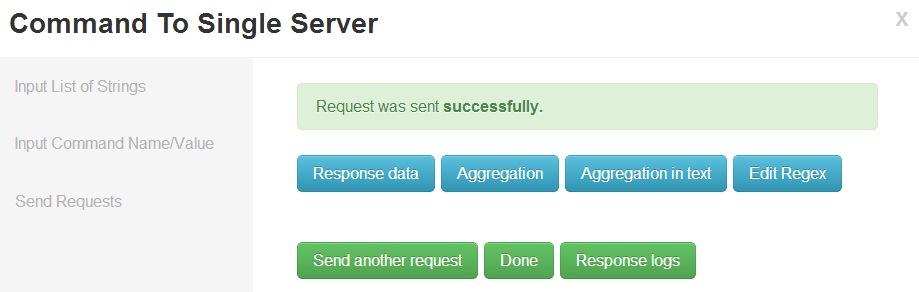 Command To Single Server
X
Input List of Strings
Input Command Name/Value
Send Requests
Request was sent successfully.
Response data Aggregation Aggregation in text Edit Regex
Send another request Done Response logs